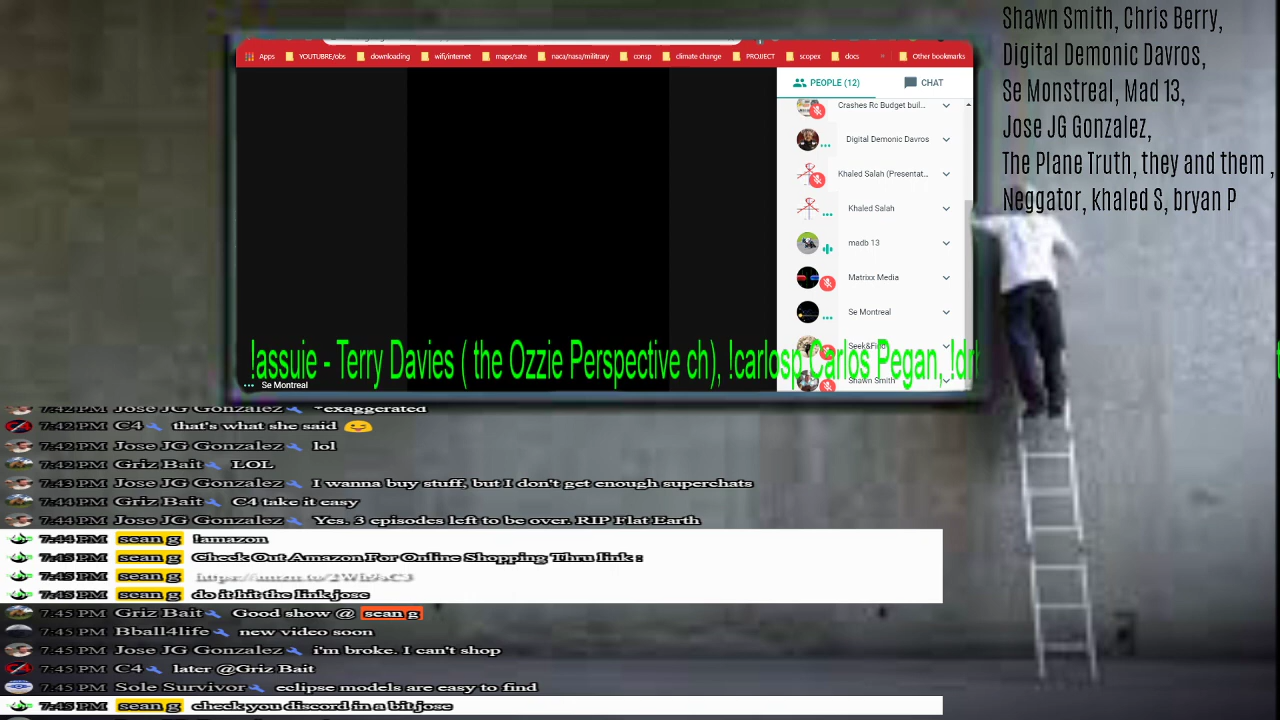 Shawn Smith, Chris Berry,
Digital Demonic Davros,
Se Monstreal, Mad 13,
Jose JG Gonzalez,
The Plane Truth, they and them ,
Neggator, khaled S, bryan P
Apps YOUTUBRE/obs downloading wifi/internet maps/sate naca/nasa/militrary consp climate change PROJECT scopex docs » Other bookmarks
PEOPLE (12) CHAT
Crashes Rc Budget buil...
Digital Demonic Davros
Khaled Salah (Presentat...
Khaled Salah
madb 13
Matrixx Media
Se Montreal
Seek&Find
Shawn Smith
!assuie - Terry Davies ( the Ozzie Perspective ch), !carlosp Carlos Pegan,
Se Montreal
7:42 PM Jose JG Gonzalez *exaggerated
7:42 PM C4 that's what she said 😄
7:42 PM Jose JG Gonzalez lol
7:42 PM Griz Bait LOL
7:43 PM Jose JG Gonzalez I wanna buy stuff, but I don't get enough superchats
7:44 PM Griz Bait C4 take it easy
7:44 PM Jose JG Gonzalez Yes. 3 episodes left to be over. RIP Flat Earth
7:44 PM sean g !amazon
7:45 PM sean g Check Out Amazon For Online Shopping Thru link :
7:45 PM sean g
7:45 PM sean g do it hit the link jose
7:45 PM Griz Bait Good show @ sean g
7:45 PM Bball4life new video soon
7:45 PM Jose JG Gonzalez i'm broke. I can't shop
7:45 PM C4 later @Griz Bait
7:45 PM Sole Survivor eclipse models are easy to find
7:45 PM sean g check you discord in a bit jose